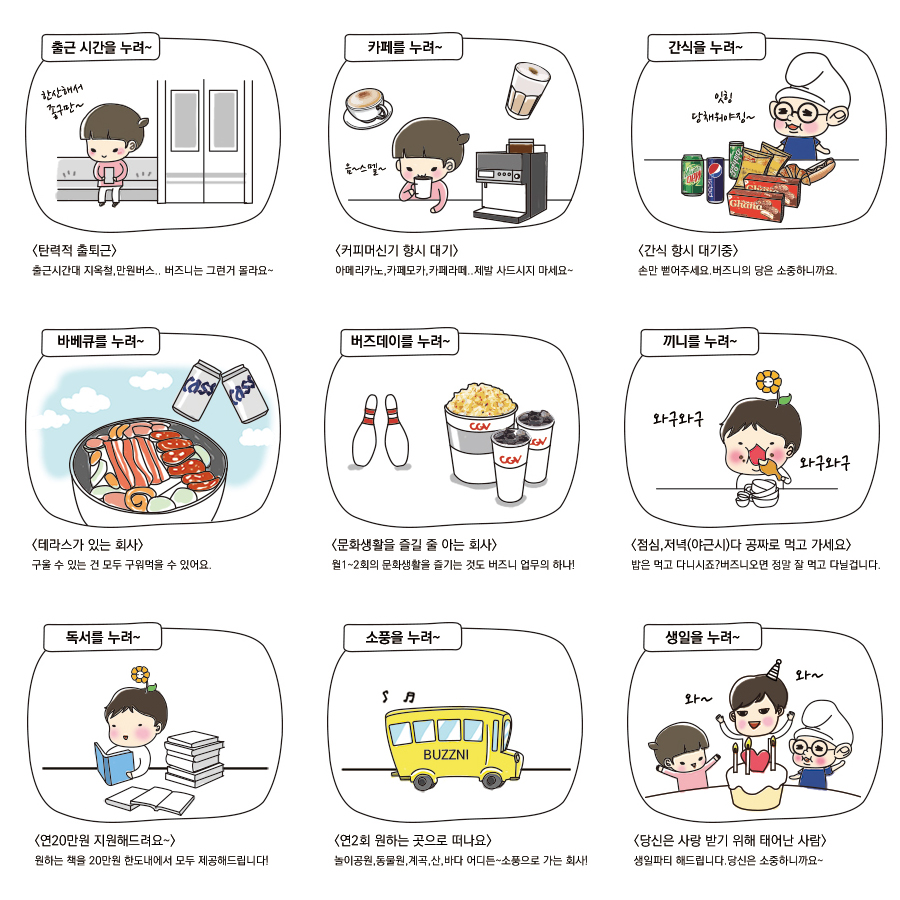 출근 시간을 누려~
한산해서
좋구만~
<탄력적 출퇴근>
출근시간대 지옥철,만원버스.. 버즈니는 그런거 몰라요~
카페를 누려~
음~스멜~
<커피머신기 항시 대기>
아메리카노,카페모카,카페라떼..제발 사드시지 마세요~
간식을 누려~
잇힝
당채워야징~
Ghana
Ghana
<간식 항시 대기중>
손만 뻗어주세요.버즈니의 당은 소중하니까요.
바베큐를 누려~
Cass
Cass
<테라스가 있는 회사>
구울 수 있는 건 모두 구워먹을 수 있어요.
버즈데이를 누려~
CGV
CGV
CGV
<문화생활을 즐길 줄 아는 회사>
월1~2회의 문화생활을 즐기는 것도 버즈니 업무의 하나!
끼니를 누려~
와구와구
와구와구
<점심,저녁(야근시)다 공짜로 먹고 가세요>
밥은 먹고 다니시죠?버즈니오면 정말 잘 먹고 다닐겁니다.
독서를 누려~
<연20만원 지원해드려요~>
원하는 책을 20만원 한도내에서 모두 제공해드립니다!
소풍을 누려~
BUZZNI
<연2회 원하는 곳으로 떠나요>
놀이공원,동물원,계곡,산,바다 어디든~소풍으로 가는 회사!
생일을 누려~
와~
와~
<당신은 사랑 받기 위해 태어난 사람>
생일파티 해드립니다.당신은 소중하니까요~